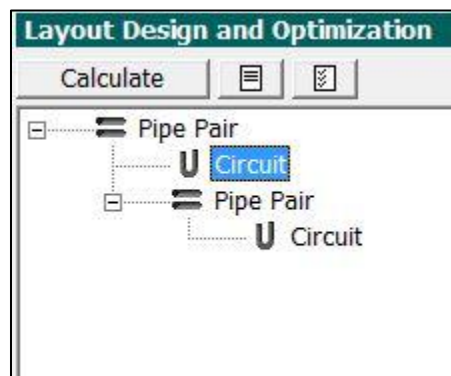 Layout Design and Optimization
Calculate
Pipe Pair
Circuit
Pipe Pair
Circuit